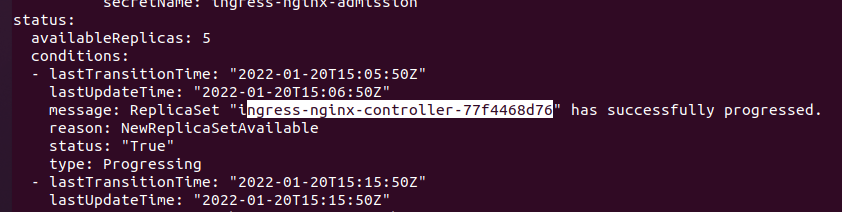 secretName: ingress-nginx-admission
status:
  availableReplicas: 5
  conditions:
  - lastTransitionTime: "2022-01-20T15:05:50Z"
    lastUpdateTime: "2022-01-20T15:06:50Z"
    message: ReplicaSet "ingress-nginx-controller-77f4468d76" has successfully progressed.
    reason: NewReplicaSetAvailable
    status: "True"
    type: Progressing
  - lastTransitionTime: "2022-01-20T15:15:50Z"
    lastUpdateTime: "2022-01-20T15:15:50Z"